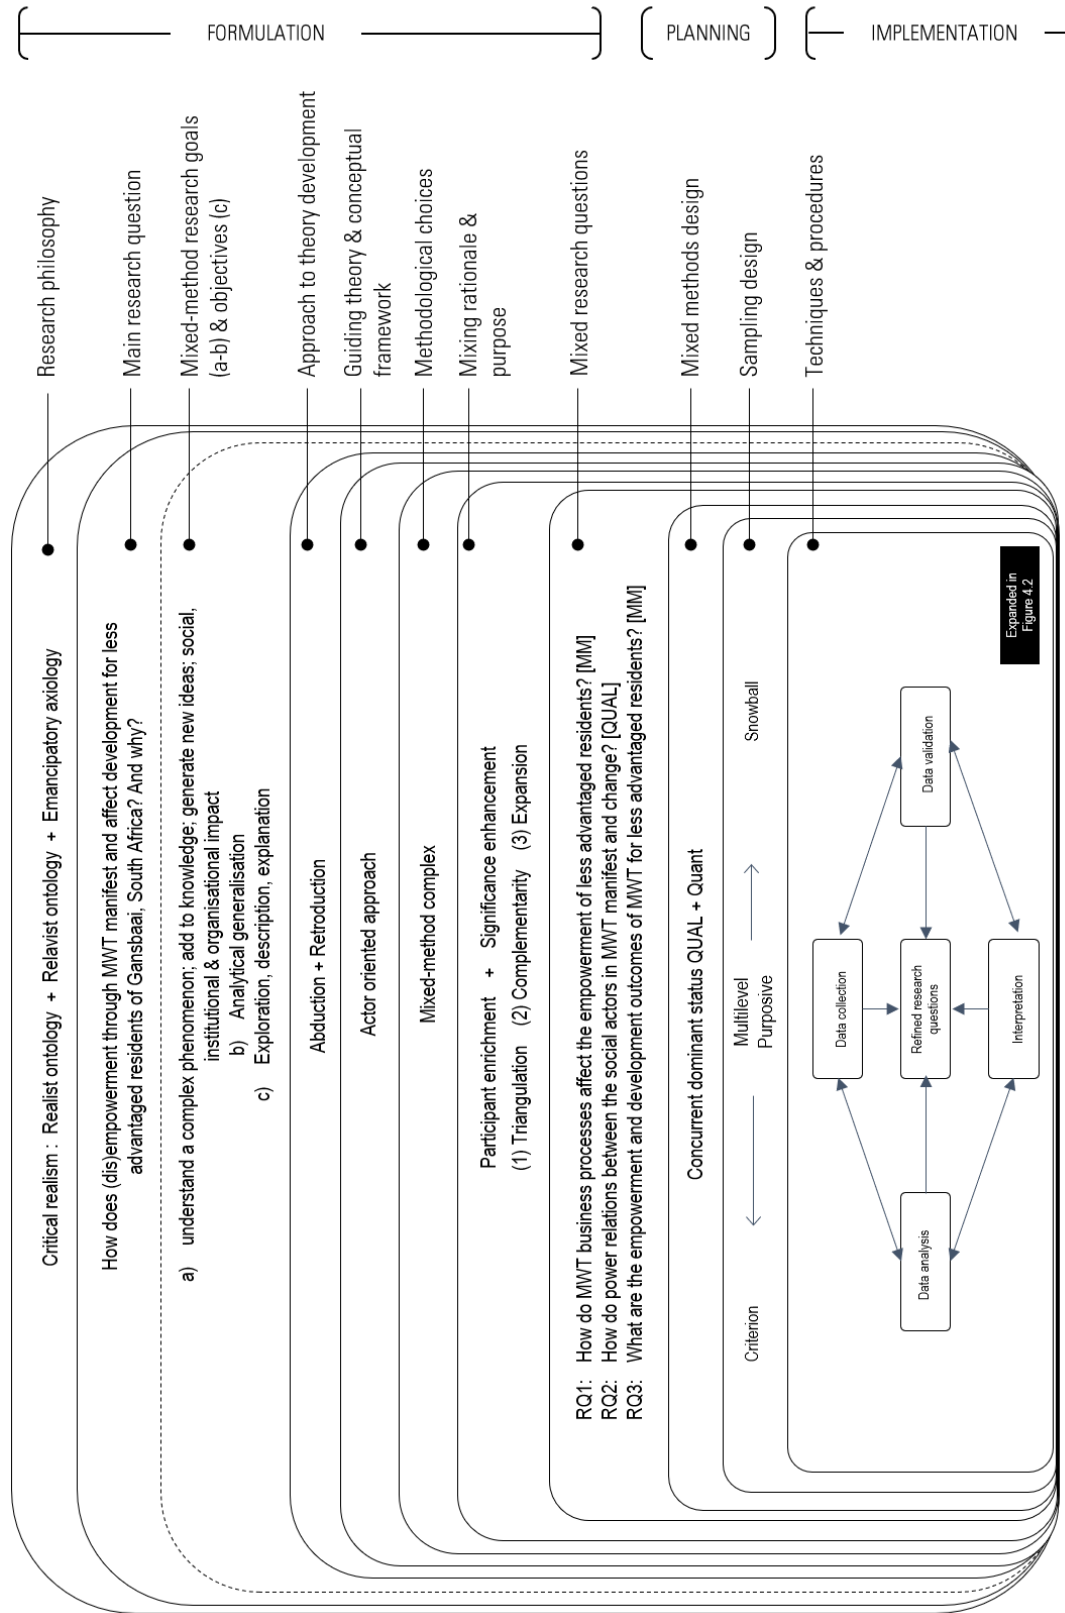 FORMULATION
PLANNING
IMPLEMENTATION
Research philosophy
Main research question
Mixed-method research goals
(a-b) & objectives (c)
Approach to theory development
Guiding theory & conceptual
framework
Methodological choices
Mixing rationale &
purpose
Mixed research questions
Mixed methods design
Sampling design
Techniques & procedures
Critical realism : Realist ontology + Relavist ontology + Emancipatory axiology
How does (dis)empowerment through MWT manifest and affect development for less
advantaged residents of Gansbaai, South Africa? And why?
a) understand a complex phenomenon; add to knowledge; generate new ideas; social,
institutional & organisational impact
b) Analytical generalisation
c) Exploration, description, explanation
Abduction + Retroduction
Actor oriented approach
Mixed-method complex
Participant enrichment + Significance enhancement
(1) Triangulation (2) Complementarity (3) Expansion
RQ1: How do MWT business processes affect the empowerment of less advantaged residents? [MM]
RQ2: How do power relations between the social actors in MWT manifest and change? [QUAL]
RQ3: What are the empowerment and development outcomes of MWT for less advantaged residents? [MM]
Concurrent dominant status QUAL + Quant
Criterion
Multilevel
Purposive
Snowball
Data collection
Data analysis
Refined research
questions
Data validation
Interpretation
Expanded in
Figure 4.2